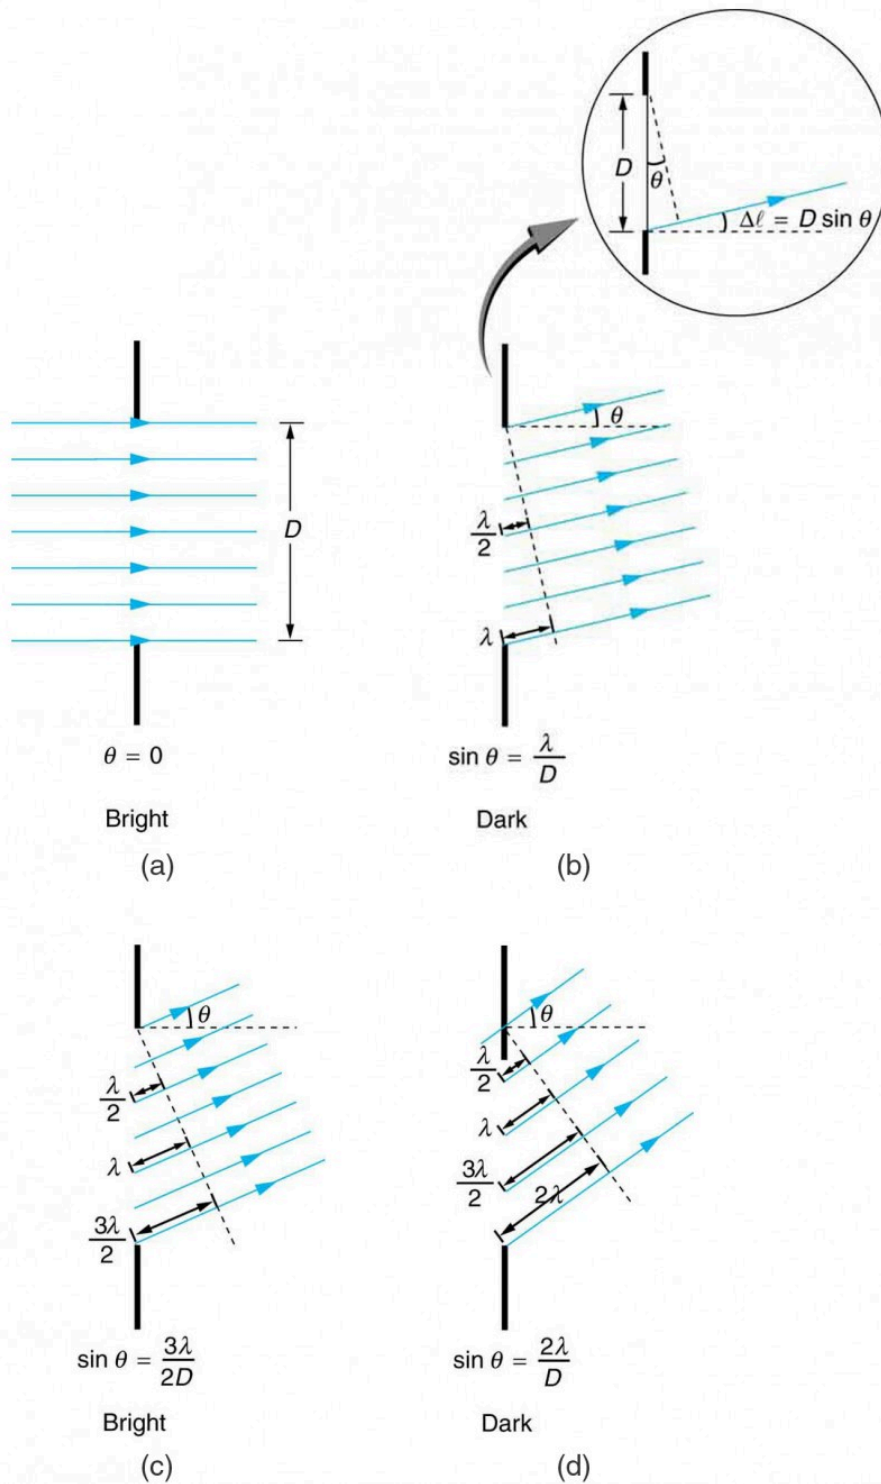 D
θ
Δℓ = D sin θ
D
θ = 0
Bright
(a)
θ
λ/2
λ
sin θ = λ/D
Dark
(b)
θ
λ/2
λ
3λ/2
sin θ = 3λ/2D
Bright
(c)
θ
λ/2
λ
3λ/2
2λ
sin θ = 2λ/D
Dark
(d)